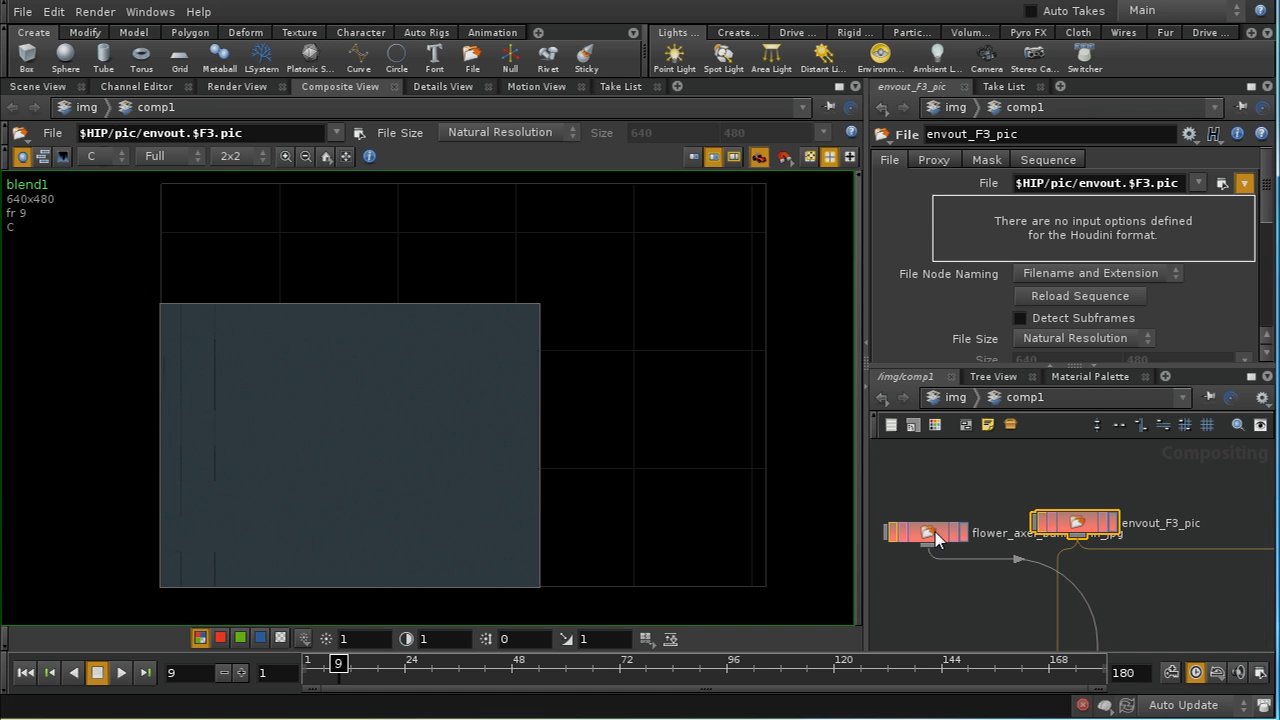 File Edit Render Windows Help Auto Takes Main
Create Modify Model Polygon Deform Texture Character Auto Rigs Animation Lights ... Create... Drive ... Rigid ... Partic... Volum... Pyro FX Cloth Wires Fur Drive ...
Box Sphere Tube Torus Grid Metaball LSystem Platonic S... Curve Circle Font File Null Rivet Sticky Point Light Spot Light Area Light Distant Li... Environm... Ambient L... Camera Stereo Ca... Switcher
Scene View Channel Editor Render View Composite View Details View Motion View Take List envout_F3_pic Take List
img comp1 img comp1
File $HIP/pic/envout.$F3.pic File Size Natural Resolution Size 640 480 File envout_F3_pic
C Full 2x2 File Proxy Mask Sequence
blend1
640x480
fr 9
C
File $HIP/pic/envout.$F3.pic
There are no input options defined
for the Houdini format.
File Node Naming Filename and Extension
Reload Sequence
Detect Subframes
File Size Natural Resolution
Size 640 480
/img/comp1 Tree View Material Palette
img comp1
Compositing
envout_F3_pic
1 1 0 1
1 9 24 48 72 96 120 144 168
9 1 180
Auto Update